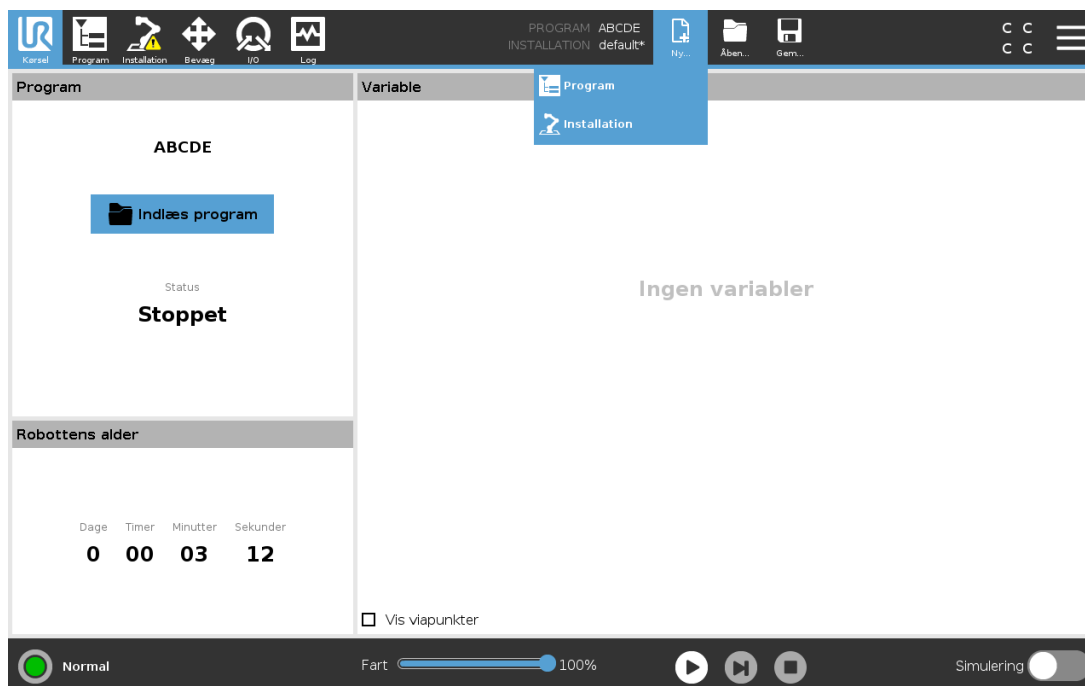 UR
PROGRAM ABCDE
INSTALLATION default*
C C
C C
Kørsel Program Installation Bevæg I/O Log Ny... Åben... Gem...
Program
Installation
Program
ABCDE
Indlæs program
Status
Stoppet
Variable
Ingen variabler
Robottens alder
Dage Timer Minutter Sekunder
0 00 03 12
Vis viapunkter
Normal Fart 100% Simulering